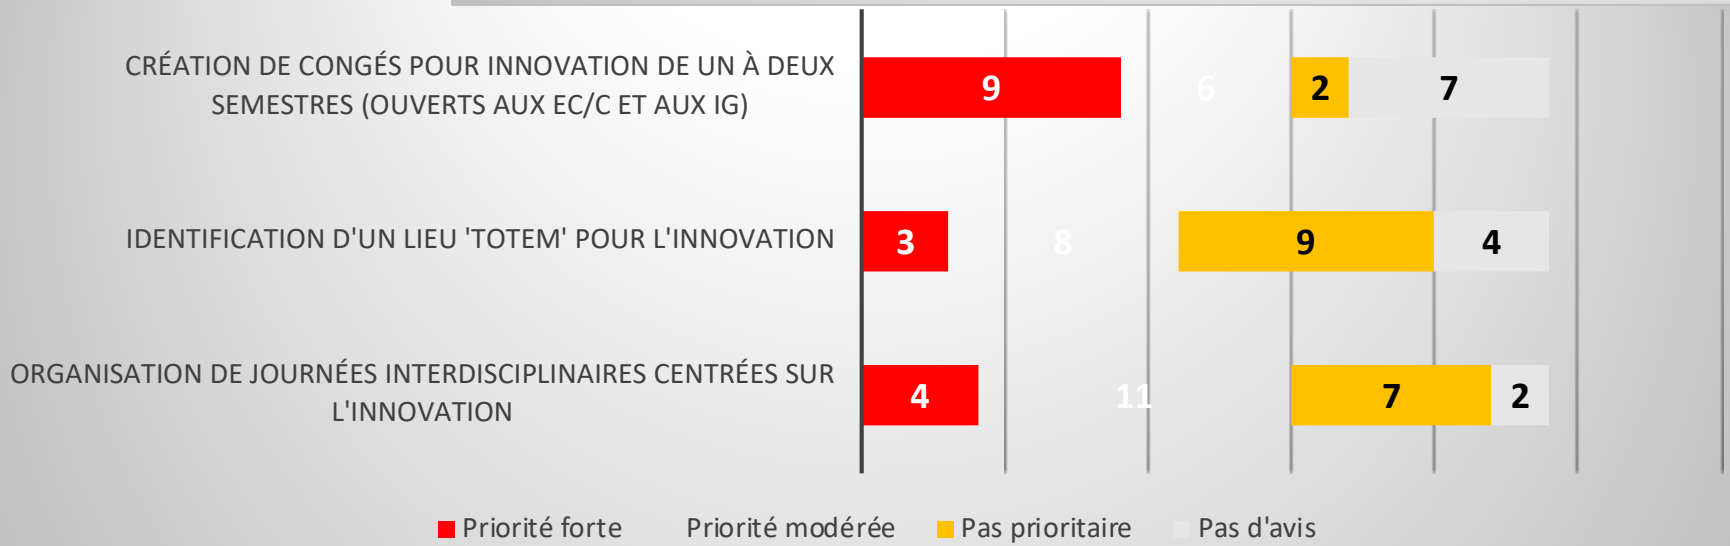 CRÉATION DE CONGÉS POUR INNOVATION DE UN À DEUX
SEMESTRES (OUVERTS AUX EC/C ET AUX IG)
9 6 2 7
IDENTIFICATION D'UN LIEU 'TOTEM' POUR L'INNOVATION
3 8 9 4
ORGANISATION DE JOURNÉES INTERDISCIPLINAIRES CENTRÉES SUR
L'INNOVATION
4 11 7 2
Priorité forte Priorité modérée Pas prioritaire Pas d'avis